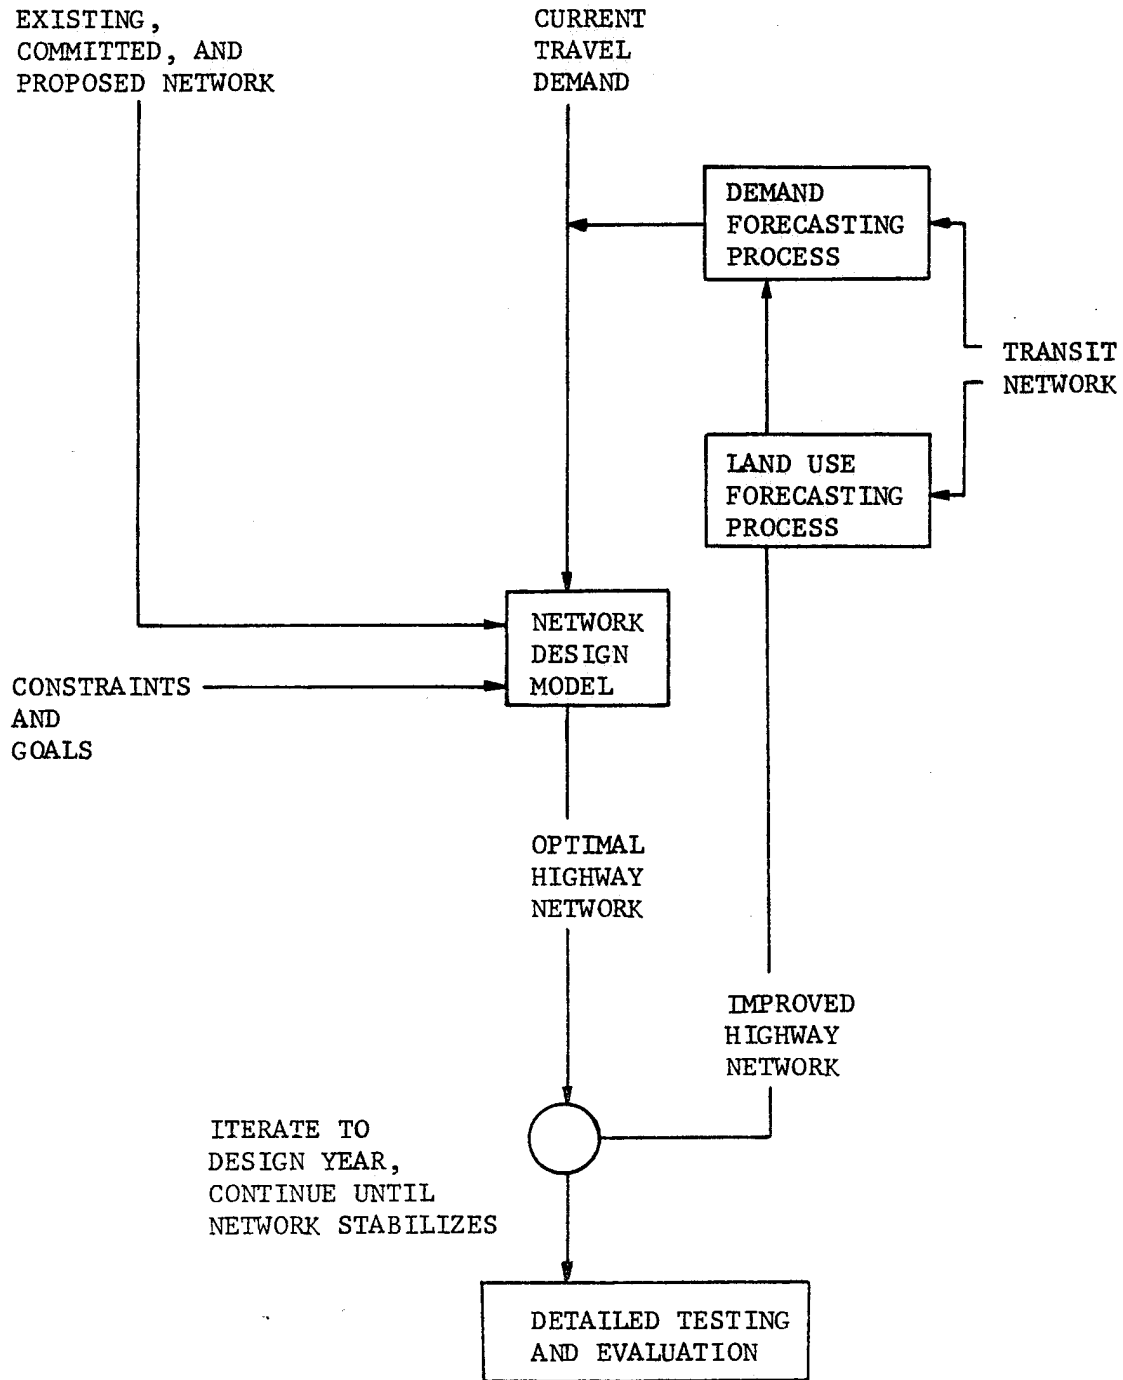 EXISTING,
COMMITTED, AND
PROPOSED NETWORK
CURRENT
TRAVEL
DEMAND
DEMAND
FORECASTING
PROCESS
TRANSIT
NETWORK
LAND USE
FORECASTING
PROCESS
NETWORK
DESIGN
MODEL
CONSTRAINTS
AND
GOALS
OPTIMAL
HIGHWAY
NETWORK
IMPROVED
HIGHWAY
NETWORK
ITERATE TO
DESIGN YEAR,
CONTINUE UNTIL
NETWORK STABILIZES
DETAILED TESTING
AND EVALUATION